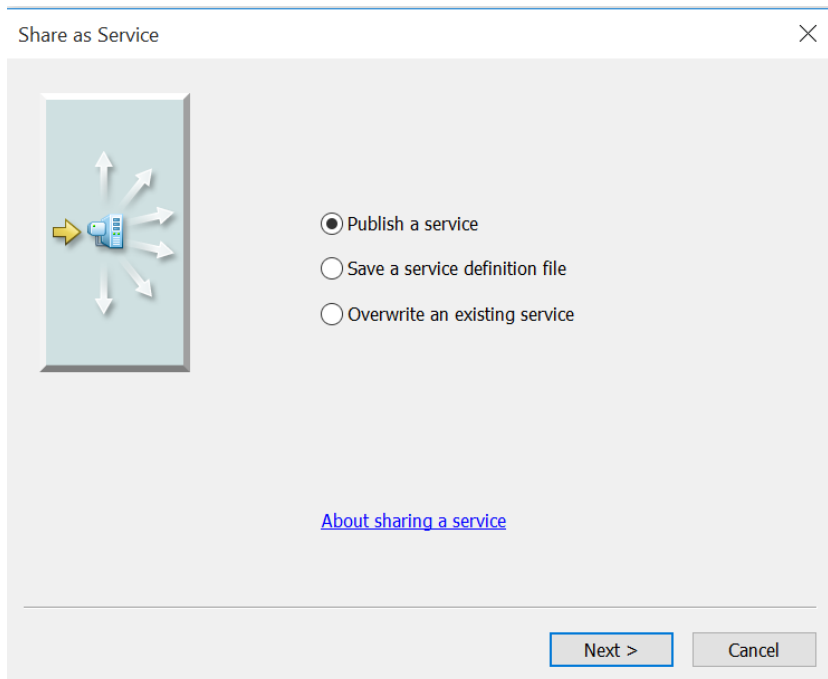 Share as Service
Publish a service
Save a service definition file
Overwrite an existing service
About sharing a service
Next >
Cancel